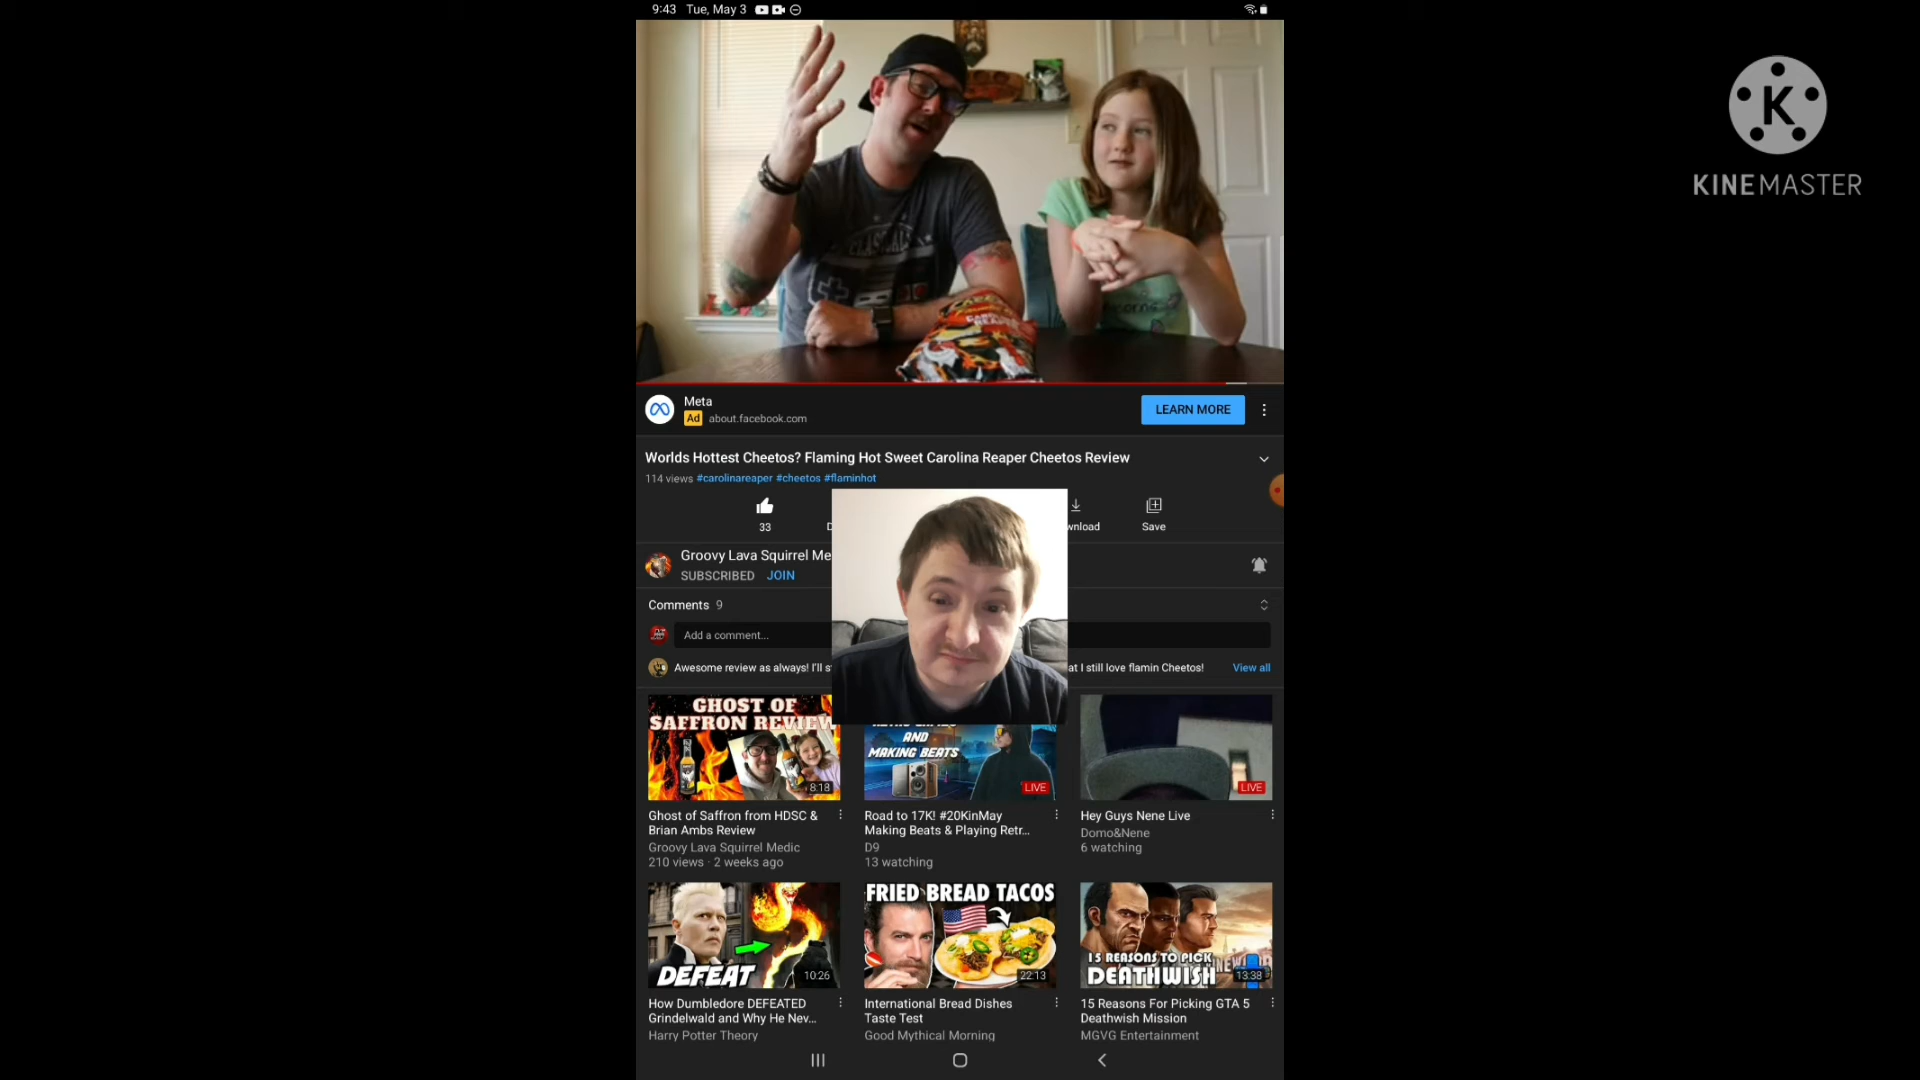 9:43 Tue, May 3
KINEMASTER
Meta
Ad about.facebook.com
LEARN MORE
Worlds Hottest Cheetos? Flaming Hot Sweet Carolina Reaper Cheetos Review
114 views #carolinareaper #cheetos #flaminhot
33
D
wnload
Save
Groovy Lava Squirrel Me
SUBSCRIBED JOIN
Comments 9
Add a comment...
Awesome review as always! I'll s
at I still love flamin Cheetos!
View all
GHOST OF
SAFFRON REVIEW
8:18
AND
MAKING BEATS
LIVE
LIVE
Ghost of Saffron from HDSC &
Brian Ambs Review
Groovy Lava Squirrel Medic
210 views · 2 weeks ago
Road to 17K! #20KinMay
Making Beats & Playing Retr...
D9
13 watching
Hey Guys Nene Live
Domo&Nene
6 watching
DEFEAT
10:26
FRIED BREAD TACOS
22:13
15 REASONS TO PICK
DEATHWISH
13:38
How Dumbledore DEFEATED
Grindelwald and Why He Nev...
Harry Potter Theory
International Bread Dishes
Taste Test
Good Mythical Morning
15 Reasons For Picking GTA 5
Deathwish Mission
MGVG Entertainment